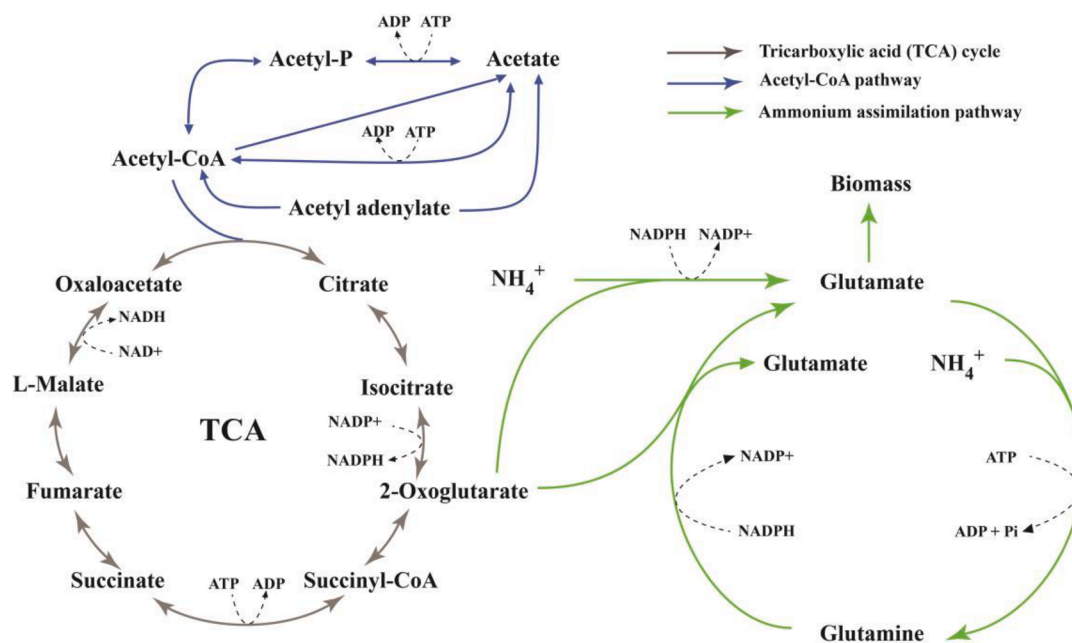 ADP ATP
Acetyl-P
Acetate
Tricarboxylic acid (TCA) cycle
Acetyl-CoA pathway
Ammonium assimilation pathway
ADP ATP
Acetyl-CoA
Acetyl adenylate
Biomass
NADPH NADP+
Oxaloacetate
Citrate
NH4+
Glutamate
NADH
NAD+
L-Malate
Isocitrate
Glutamate
NH4+
TCA
NADP+
NADPH
NADP+
ATP
Fumarate
2-Oxoglutarate
NADPH
ADP + Pi
Succinate
ATP ADP
Succinyl-CoA
Glutamine